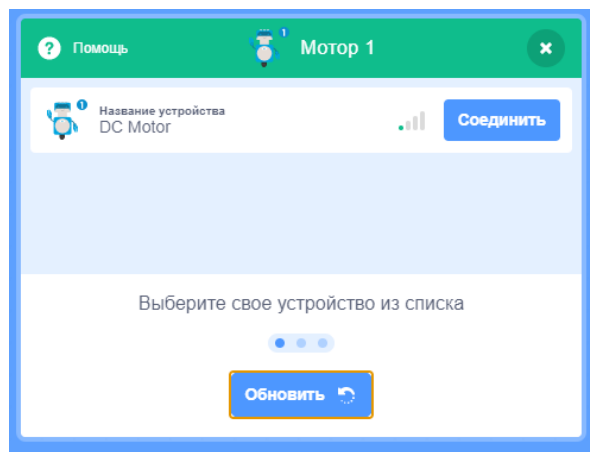 ? Помощь
1
Мотор 1
×
1
Название устройства
DC Motor
Соединить
Выберите свое устройство из списка
Обновить